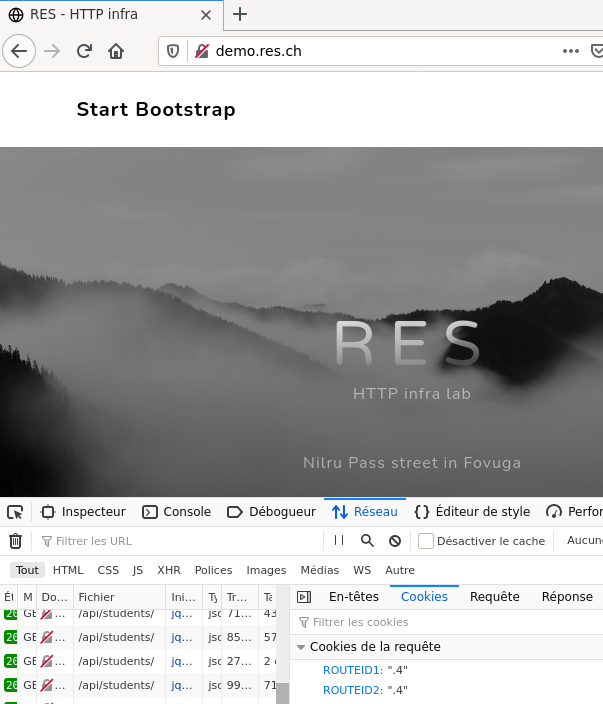 RES - HTTP infra
demo.res.ch
Start Bootstrap
RES
HTTP infra lab
Nilru Pass street in Fovuga
Inspecteur Console Débogueur Réseau Éditeur de style Perfor
Filtrer les URL Désactiver le cache Aucune
Tout HTML CSS JS XHR Polices Images Médias WS Autre
En-têtes Cookies Requête Réponse
Él M Do... Fichier Ini... Ty Tr... Ta
Filtrer les cookies
20 GE ... /api/students/ jq... jsc 71... 43
20 GE ... /api/students/ jq... jsc 85... 57
Cookies de la requête
20 GE ... /api/students/ jq... jsc 27... 2
ROUTEID1: ".4"
20 GE ... /api/students/ jq... jsc 99... 71
ROUTEID2: ".4"